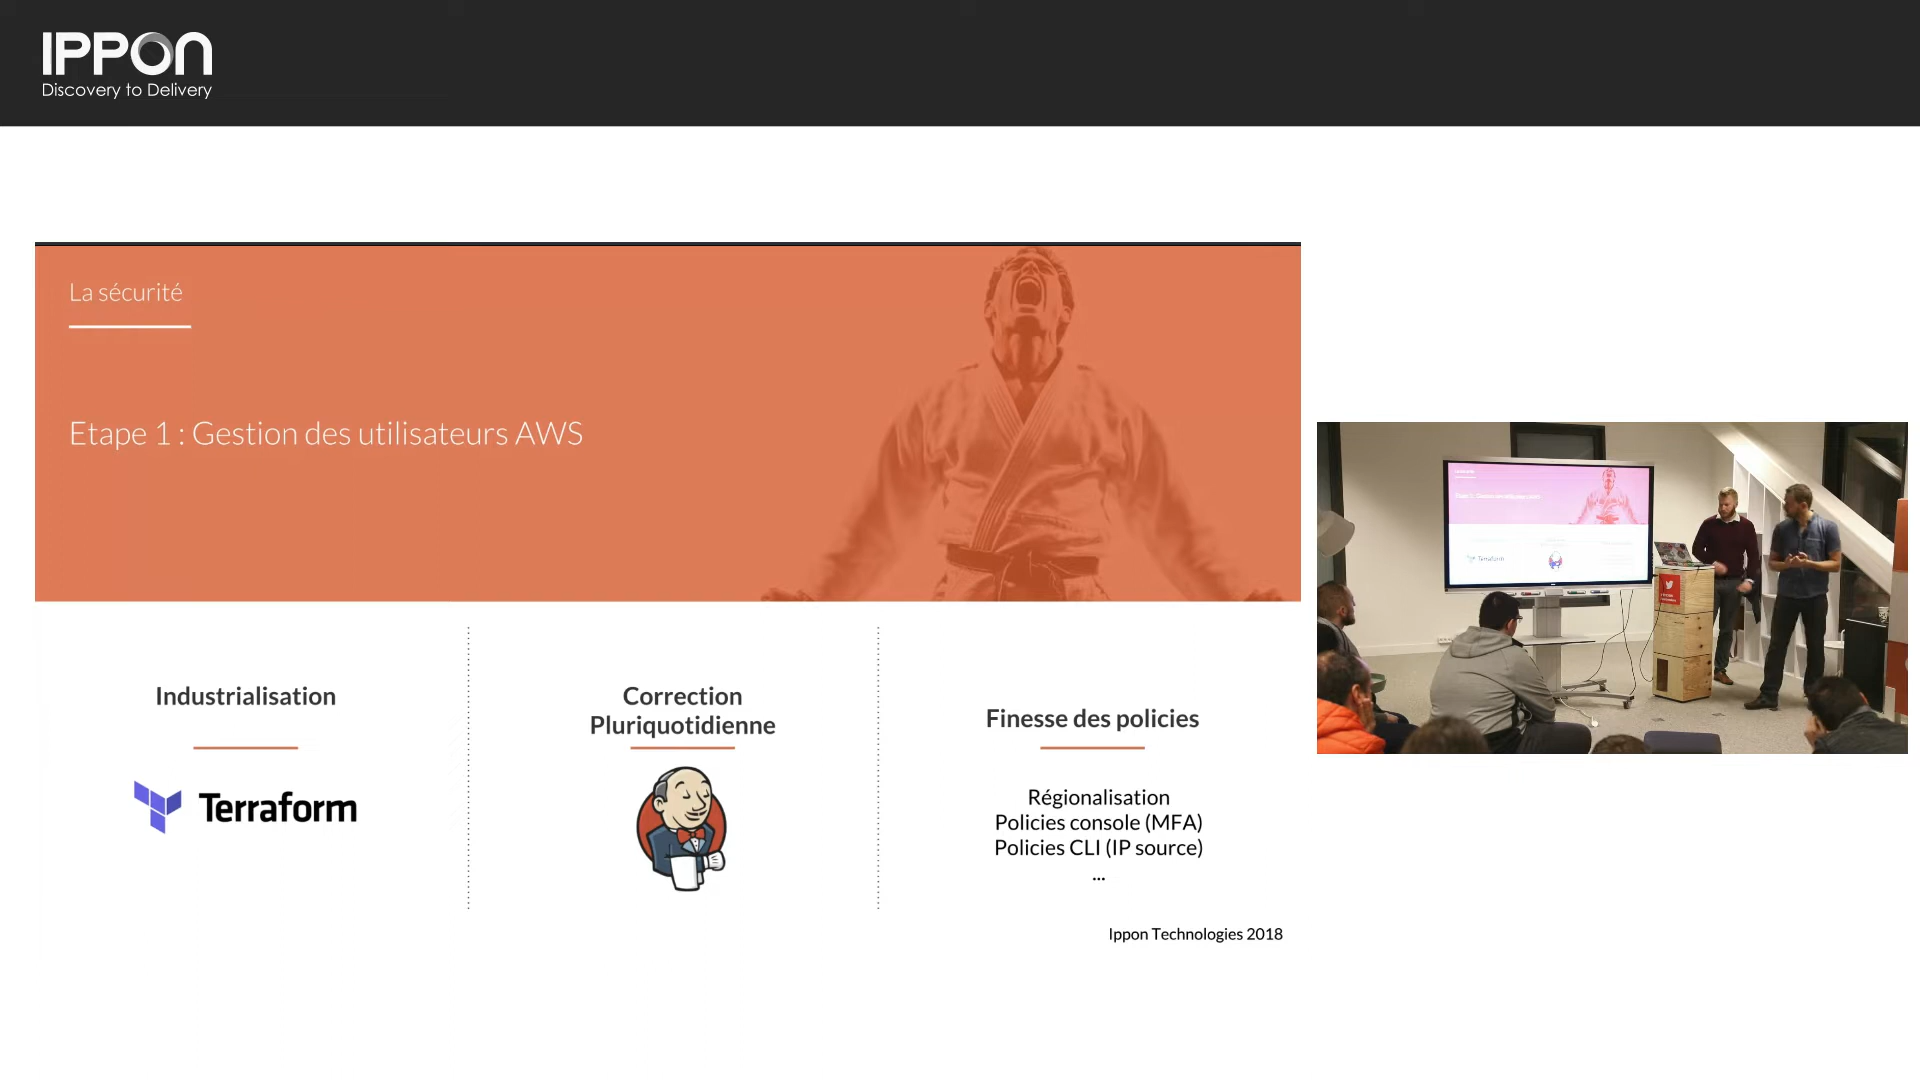 IPPON
Discovery to Delivery
La sécurité
Etape 1 : Gestion des utilisateurs AWS
Industrialisation
Terraform
Correction
Pluriquotidienne
Finesse des policies
Régionalisation
Policies console (MFA)
Policies CLI (IP source)
...
Ippon Technologies 2018